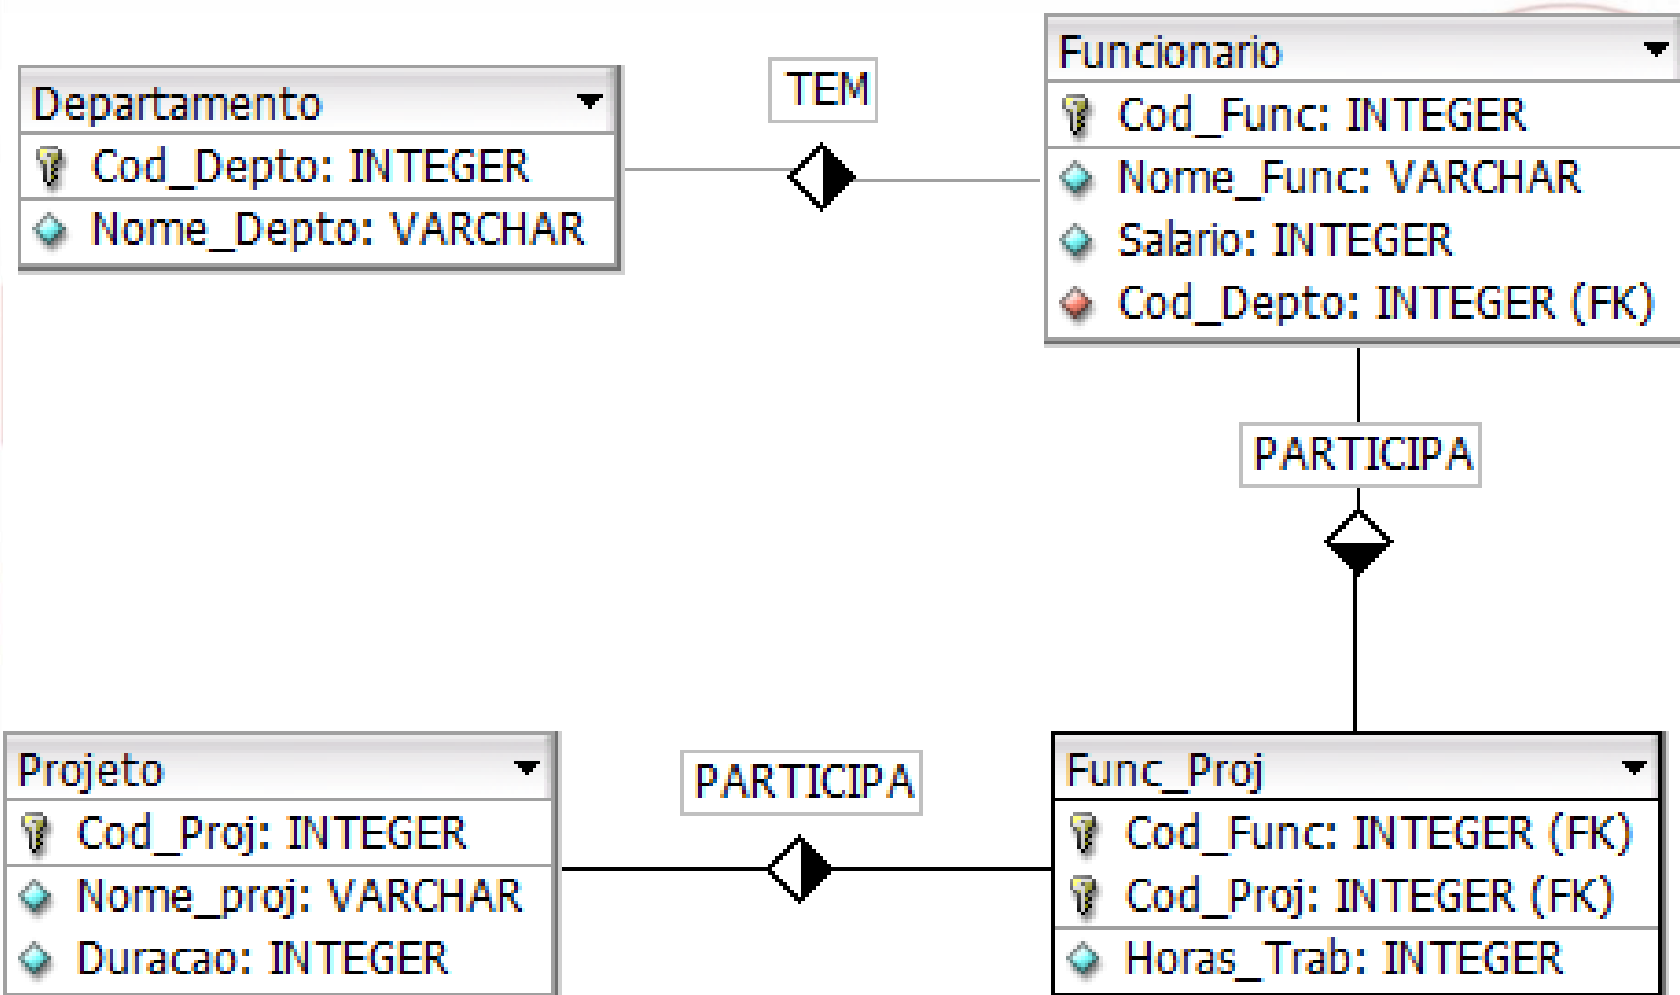 Departamento
Cod_Depto: INTEGER
Nome_Depto: VARCHAR
TEM
Funcionario
Cod_Func: INTEGER
Nome_Func: VARCHAR
Salario: INTEGER
Cod_Depto: INTEGER (FK)
PARTICIPA
Projeto
Cod_Proj: INTEGER
Nome_proj: VARCHAR
Duracao: INTEGER
PARTICIPA
Func_Proj
Cod_Func: INTEGER (FK)
Cod_Proj: INTEGER (FK)
Horas_Trab: INTEGER